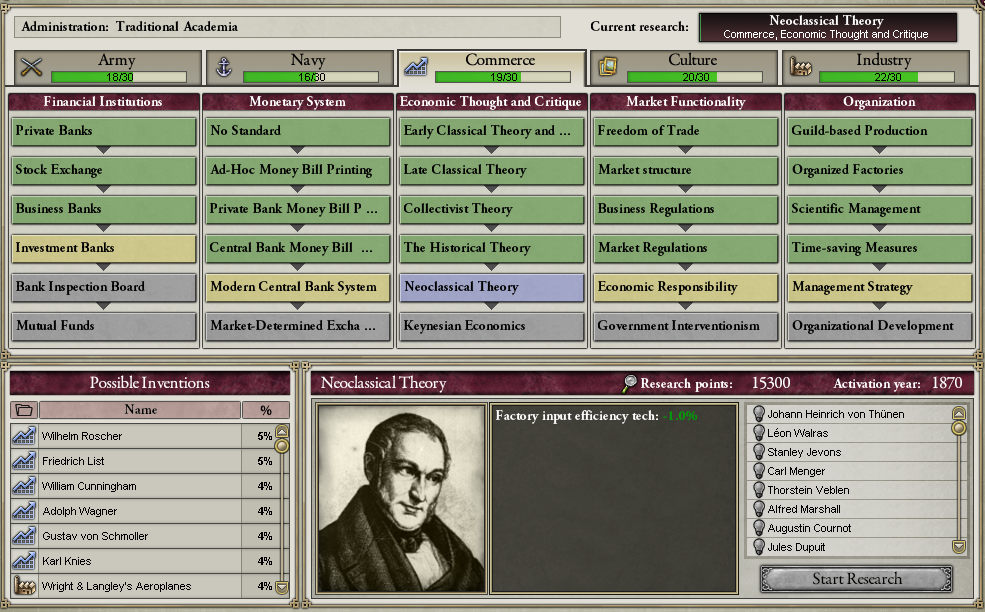 Administration: Traditional Academia
Current research:
Neoclassical Theory
Commerce, Economic Thought and Critique
Army
18/30
Navy
16/30
Commerce
19/30
Culture
20/30
Industry
22/30
Financial Institutions
Monetary System
Economic Thought and Critique
Market Functionality
Organization
Private Banks
No Standard
Early Classical Theory and ...
Freedom of Trade
Guild-based Production
Stock Exchange
Ad-Hoc Money Bill Printing
Late Classical Theory
Market structure
Organized Factories
Business Banks
Private Bank Money Bill P ...
Collectivist Theory
Business Regulations
Scientific Management
Investment Banks
Central Bank Money Bill ...
The Historical Theory
Market Regulations
Time-saving Measures
Bank Inspection Board
Modern Central Bank System
Neoclassical Theory
Economic Responsibility
Management Strategy
Mutual Funds
Market-Determined Excha ...
Keynesian Economics
Government Interventionism
Organizational Development
Possible Inventions
Name
%
Wilhelm Roscher 5%
Friedrich List 5%
William Cunningham 4%
Adolph Wagner 4%
Gustav von Schmoller 4%
Karl Knies 4%
Wright & Langley's Aeroplanes 4%
Neoclassical Theory
Research points: 15300
Activation year: 1870
Factory input efficiency tech: -1.0%
Johann Heinrich von Thünen
Léon Walras
Stanley Jevons
Carl Menger
Thorstein Veblen
Alfred Marshall
Augustin Cournot
Jules Dupuit
Start Research